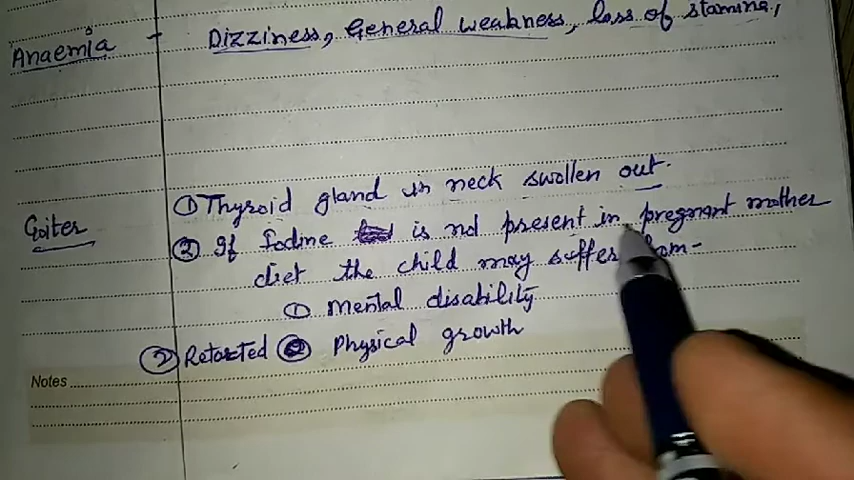 Anaemia - Dizziness, General weakness, loss of stamina,
Goiter
① Thyroid gland in neck swollen out.
② If Iodine is not present in pregnant mother
diet the child may suffer from-
① Mental disability
② Retarted ② Physical growth
Notes